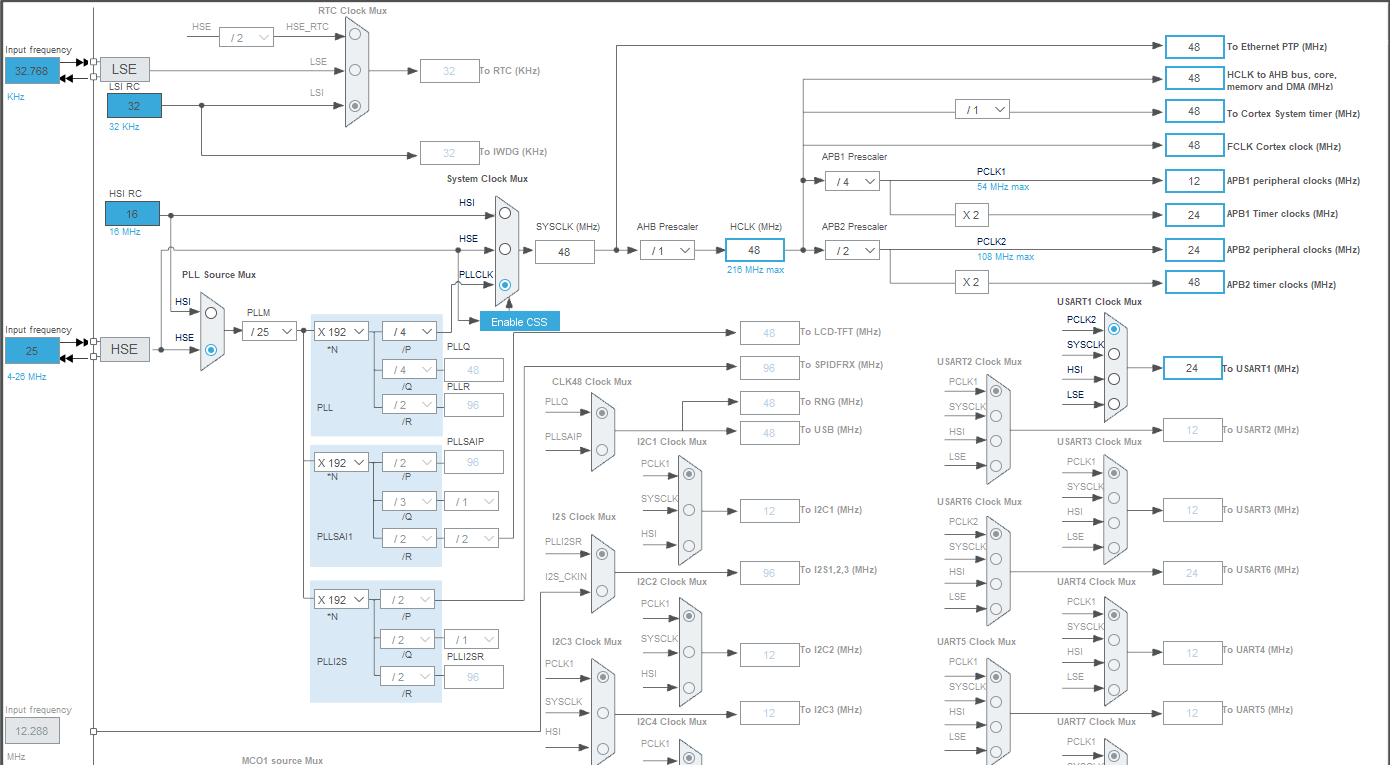 RTC Clock Mux
HSE
/ 2
HSE_RTC
Input frequency
32.768
KHz
LSE
LSE
32
To RTC (KHz)
LSI RC
32
32 KHz
LSI
32
To IWDG (KHz)
48
To Ethernet PTP (MHz)
48
HCLK to AHB bus, core,
memory and DMA (MHz)
/ 1
48
To Cortex System timer (MHz)
48
FCLK Cortex clock (MHz)
System Clock Mux
HSI RC
16
16 MHz
HSI
HSE
PLLCLK
SYSCLK (MHz)
48
AHB Prescaler
/ 1
HCLK (MHz)
48
216 MHz max
APB1 Prescaler
/ 4
PCLK1
54 MHz max
12
APB1 peripheral clocks (MHz)
X 2
24
APB1 Timer clocks (MHz)
APB2 Prescaler
/ 2
PCLK2
108 MHz max
24
APB2 peripheral clocks (MHz)
X 2
48
APB2 timer clocks (MHz)
Enable CSS
PLL Source Mux
HSI
HSE
Input frequency
25
4-26 MHz
HSE
PLLM
/ 25
X 192
*N
/ 4
/P
PLLQ
/ 4
48
/Q
PLLR
/ 2
96
/R
PLL
PLLSAIP
X 192
*N
/ 2
96
/P
/ 3
/ 1
/Q
PLLSAI1
/ 2
/ 2
/R
X 192
*N
/ 2
/P
/ 2
/ 1
/Q
PLLI2SR
PLLI2S
/ 2
96
/R
Input frequency
12.288
MHz
MCO1 source Mux
48
To LCD-TFT (MHz)
96
To SPIDFRX (MHz)
CLK48 Clock Mux
PLLQ
PLLSAIP
48
To RNG (MHz)
48
To USB (MHz)
I2C1 Clock Mux
PCLK1
SYSCLK
HSI
12
To I2C1 (MHz)
I2S Clock Mux
PLLI2SR
I2S_CKIN
96
To I2S1,2,3 (MHz)
I2C2 Clock Mux
PCLK1
SYSCLK
HSI
12
To I2C2 (MHz)
I2C3 Clock Mux
PCLK1
SYSCLK
HSI
12
To I2C3 (MHz)
I2C4 Clock Mux
PCLK1
USART1 Clock Mux
PCLK2
SYSCLK
HSI
LSE
24
To USART1 (MHz)
USART2 Clock Mux
PCLK1
SYSCLK
HSI
LSE
12
To USART2 (MHz)
USART3 Clock Mux
PCLK1
SYSCLK
HSI
LSE
12
To USART3 (MHz)
USART6 Clock Mux
PCLK2
SYSCLK
HSI
LSE
24
To USART6 (MHz)
UART4 Clock Mux
PCLK1
SYSCLK
HSI
LSE
12
To UART4 (MHz)
UART5 Clock Mux
PCLK1
SYSCLK
HSI
LSE
12
To UART5 (MHz)
UART7 Clock Mux
PCLK1